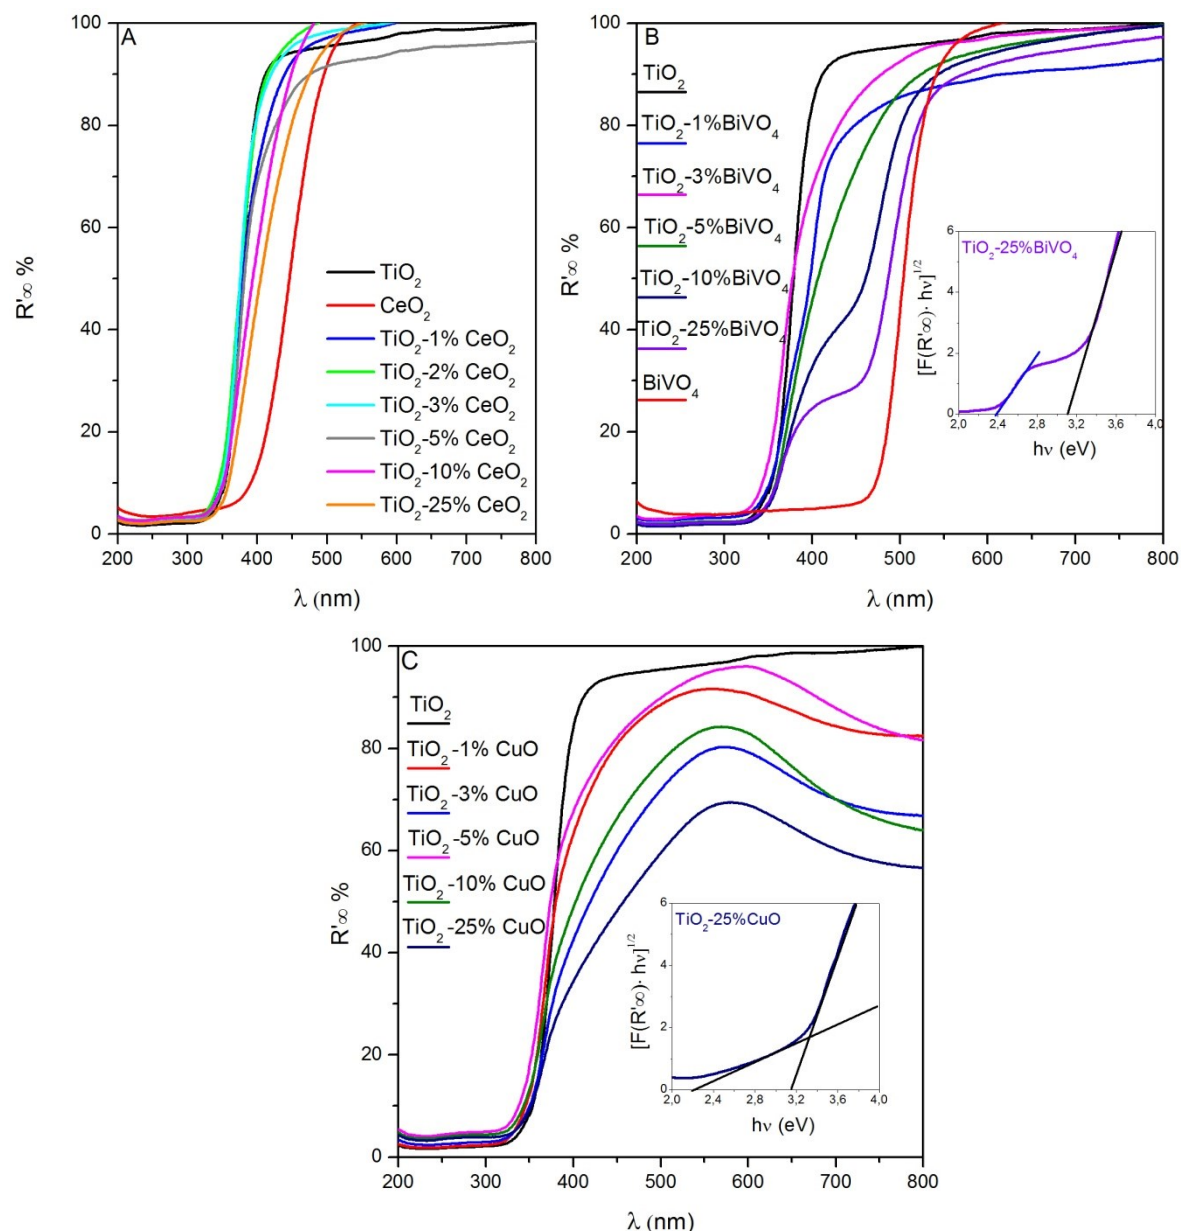 A
R'∞ %
100
80
60
40
20
0
TiO₂
CeO₂
TiO₂-1% CeO₂
TiO₂-2% CeO₂
TiO₂-3% CeO₂
TiO₂-5% CeO₂
TiO₂-10% CeO₂
TiO₂-25% CeO₂
200 300 400 500 600 700 800
λ (nm)
B
R'∞ %
100
80
60
40
20
0
TiO₂
TiO₂-1%BiVO₄
TiO₂-3%BiVO₄
TiO₂-5%BiVO₄
TiO₂-10%BiVO₄
TiO₂-25%BiVO₄
BiVO₄
TiO₂-25%BiVO₄
[F(R'∞)· hν]^1/2
6
4
2
0
2,0 2,4 2,8 3,2 3,6 4,0
hν (eV)
200 300 400 500 600 700 800
λ (nm)
C
R'∞ %
100
80
60
40
20
0
TiO₂
TiO₂-1% CuO
TiO₂-3% CuO
TiO₂-5% CuO
TiO₂-10% CuO
TiO₂-25% CuO
TiO₂-25%CuO
[F(R'∞)· hν]^1/2
6
4
2
0
2,0 2,4 2,8 3,2 3,6 4,0
hν (eV)
200 300 400 500 600 700 800
λ (nm)